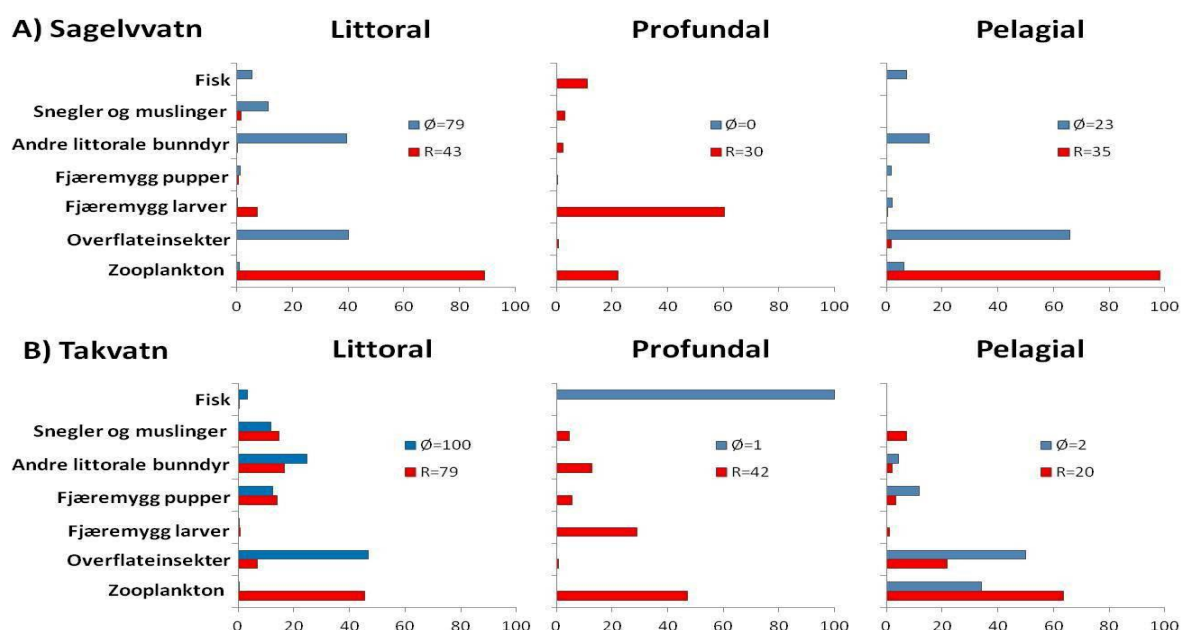 A) Sagelvvatn Littoral Profundal Pelagial
Fisk
Snegler og muslinger
Ø=79 Ø=0 Ø=23
Andre littorale bunndyr
R=43 R=30 R=35
Fjæremygg pupper
Fjæremygg larver
Overflateinsekter
Zooplankton
0 20 40 60 80 100 0 20 40 60 80 100 0 20 40 60 80 100
B) Takvatn Littoral Profundal Pelagial
Fisk
Snegler og muslinger
Ø=100 Ø=1 Ø=2
Andre littorale bunndyr
R=79 R=42 R=20
Fjæremygg pupper
Fjæremygg larver
Overflateinsekter
Zooplankton
0 20 40 60 80 100 0 20 40 60 80 100 0 20 40 60 80 100